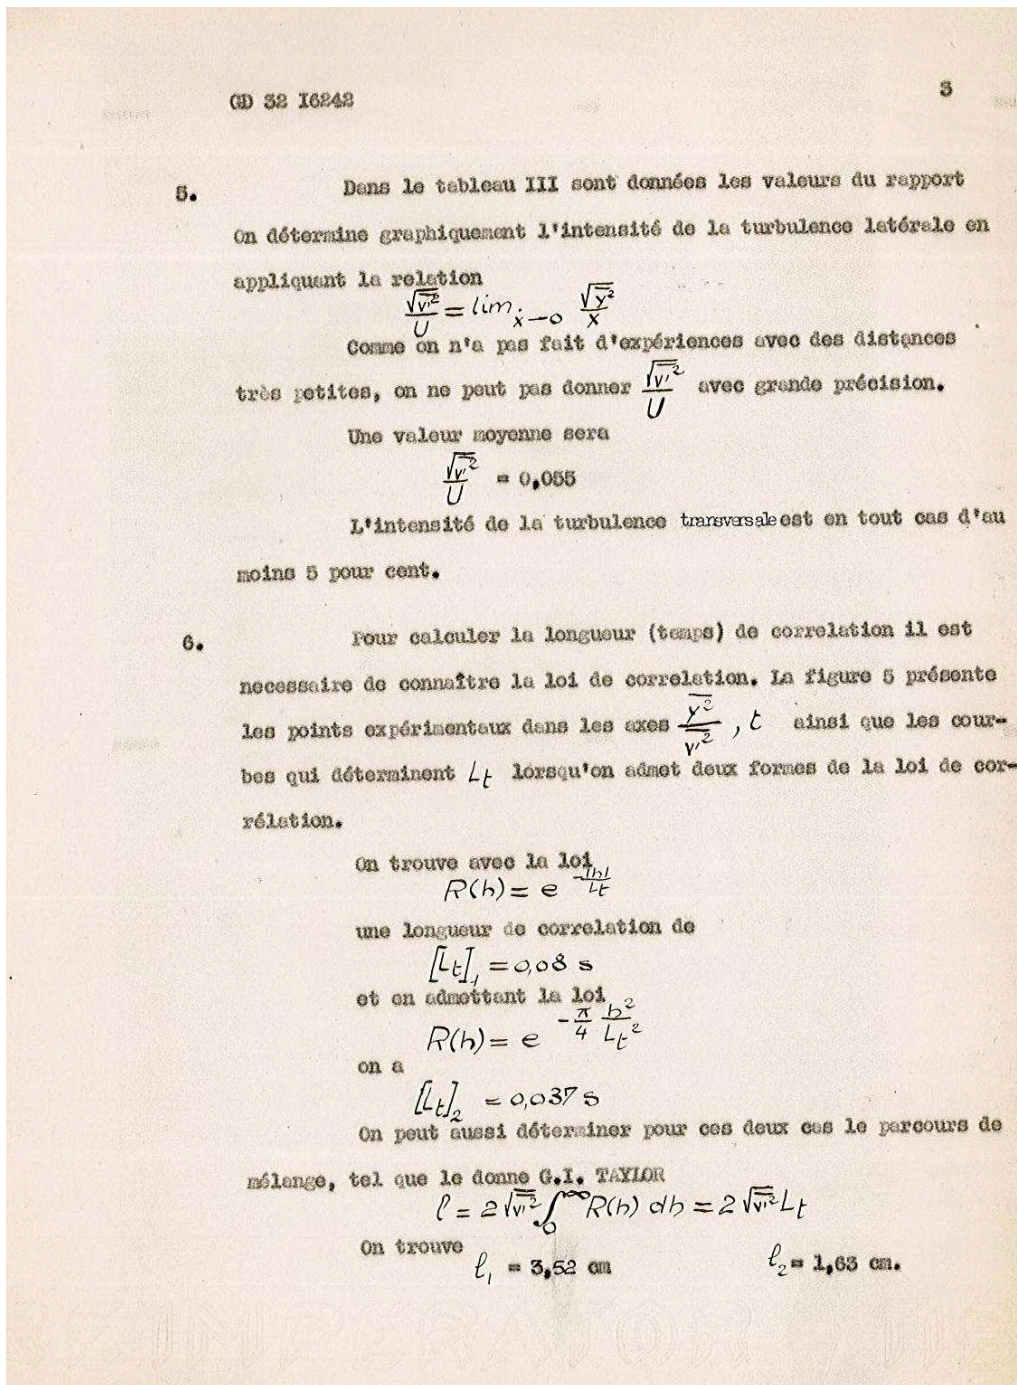 GD 32 I6242
3
5. Dans le tableau III sont données les valeurs du rapport
On détermine graphiquement l'intensité de la turbulence latérale en
appliquant la relation
√v'² / U = lim. x→0 √y² / x
Comme on n'a pas fait d'expériences avec des distances
très petites, on ne peut pas donner √v'² / U avec grande précision.
Une valeur moyenne sera
√v'² / U = 0,055
L'intensité de la turbulence transversale est en tout cas d'au
moins 5 pour cent.
6. Pour calculer la longueur (temps) de correlation il est
necessaire de connaître la loi de correlation. La figure 5 présente
les points expérimentaux dans les axes y² / v'² , t ainsi que les cour-
bes qui déterminent Lt lorsqu'on admet deux formes de la loi de cor-
rélation.
On trouve avec la loi
R(h) = e^(-|h|/Lt)
une longueur de correlation de
[Lt]₁ = 0,08 s
et en admettant la loi
R(h) = e^(-π/4 h²/Lt²)
on a
[Lt]₂ = 0,037 s
On peut aussi déterminer pour ces deux cas le parcours de
mélange, tel que le donne G.I. TAYLOR
l = 2√v'² ∫₀^∞ R(h) dh = 2√v'² Lt
On trouve
l₁ = 3,52 cm l₂ = 1,63 cm.